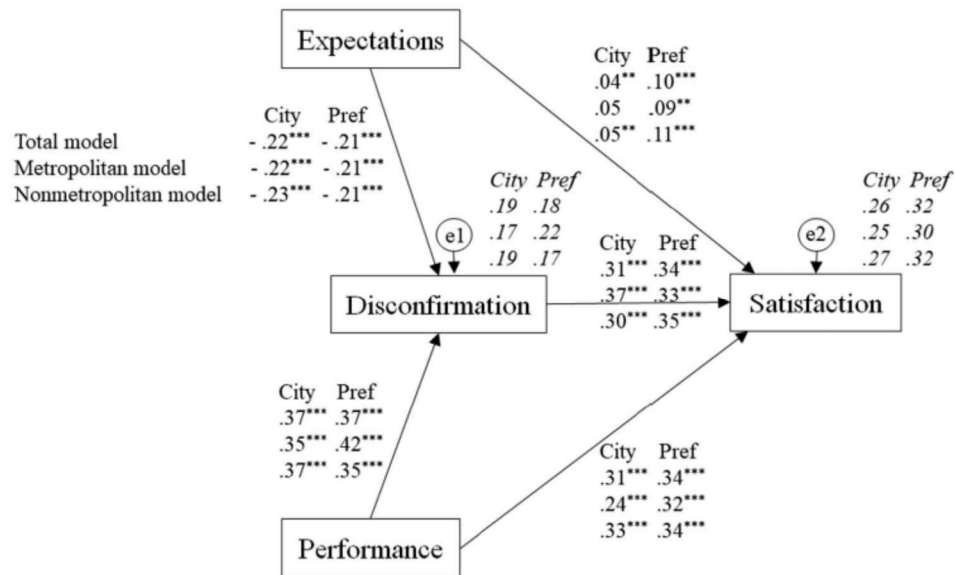 Expectations
City Pref
.04** .10***
.05 .09**
.05** .11***
City Pref
Total model - .22*** - .21***
Metropolitan model - .22*** - .21***
Nonmetropolitan model - .23*** - .21***
City Pref
.19 .18
.17 .22
.19 .17
e1
City Pref
.26 .32
.25 .30
.27 .32
e2
City Pref
.31*** .34***
.37*** .33***
.30*** .35***
Disconfirmation
Satisfaction
City Pref
.37*** .37***
.35*** .42***
.37*** .35***
City Pref
.31*** .34***
.24*** .32***
.33*** .34***
Performance